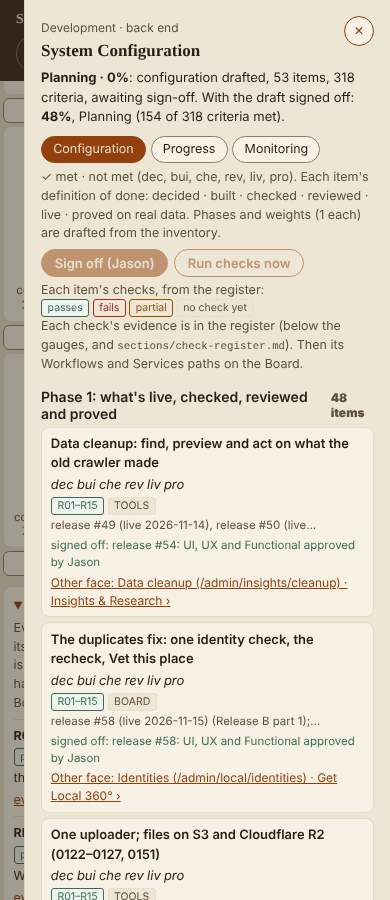 Development · back end
×
System Configuration
Planning · 0%: configuration drafted, 53 items, 318
criteria, awaiting sign-off. With the draft signed off:
48%, Planning (154 of 318 criteria met).
Configuration
Progress
Monitoring
✓ met · not met (dec, bui, che, rev, liv, pro). Each item's
definition of done: decided · built · checked · reviewed ·
live · proved on real data. Phases and weights (1 each)
are drafted from the inventory.
Sign off (Jason)
Run checks now
Each item's checks, from the register:
passes
fails
partial
no check yet
Each check's evidence is in the register (below the
gauges, and sections/check-register.md). Then its
Workflows and Services paths on the Board.
Phase 1: what's live, checked, reviewed
and proved
48
items
Data cleanup: find, preview and act on what the
old crawler made
dec bui che rev liv pro
R01–R15 TOOLS
release #49 (live 2026-11-14), release #50 (live...
signed off: release #54: UI, UX and Functional approved
by Jason
Other face: Data cleanup (/admin/insights/cleanup) ·
Insights & Research ›
The duplicates fix: one identity check, the
recheck, Vet this place
dec bui che rev liv pro
R01–R15 BOARD
release #58 (live 2026-11-15) (Release B part 1);...
signed off: release #58: UI, UX and Functional approved
by Jason
Other face: Identities (/admin/local/identities) · Get
Local 360° ›
One uploader; files on S3 and Cloudflare R2
(0122–0127, 0151)
dec bui che rev liv pro
R01–R15 TOOLS